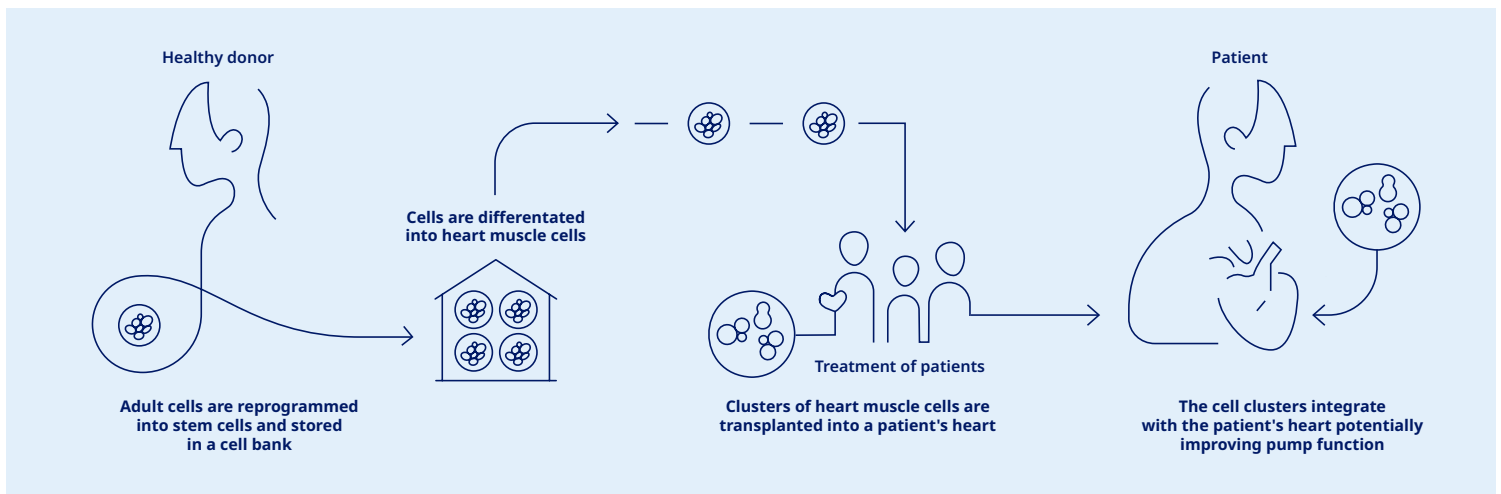 Healthy donor
Adult cells are reprogrammed
into stem cells and stored
in a cell bank
Cells are differentated
into heart muscle cells
Treatment of patients
Clusters of heart muscle cells are
transplanted into a patient's heart
Patient
The cell clusters integrate
with the patient's heart potentially
improving pump function